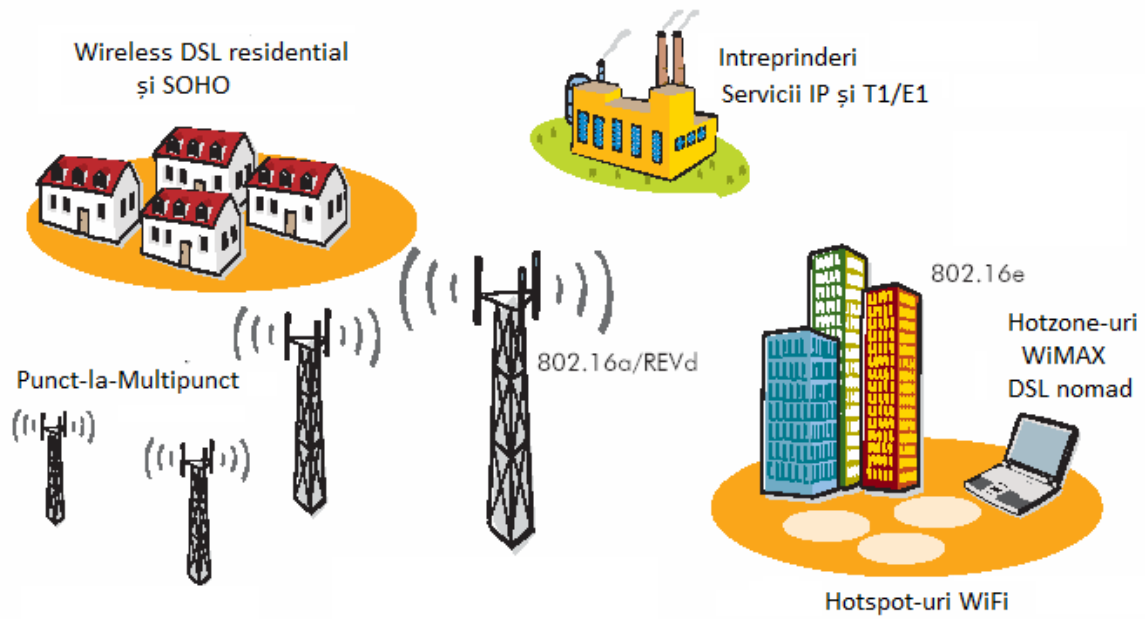 Wireless DSL residential
și SOHO
Intreprinderi
Servicii IP și T1/E1
802.16e
Hotzone-uri
WiMAX
DSL nomad
802.16a/REVd
Punct-la-Multipunct
Hotspot-uri WiFi